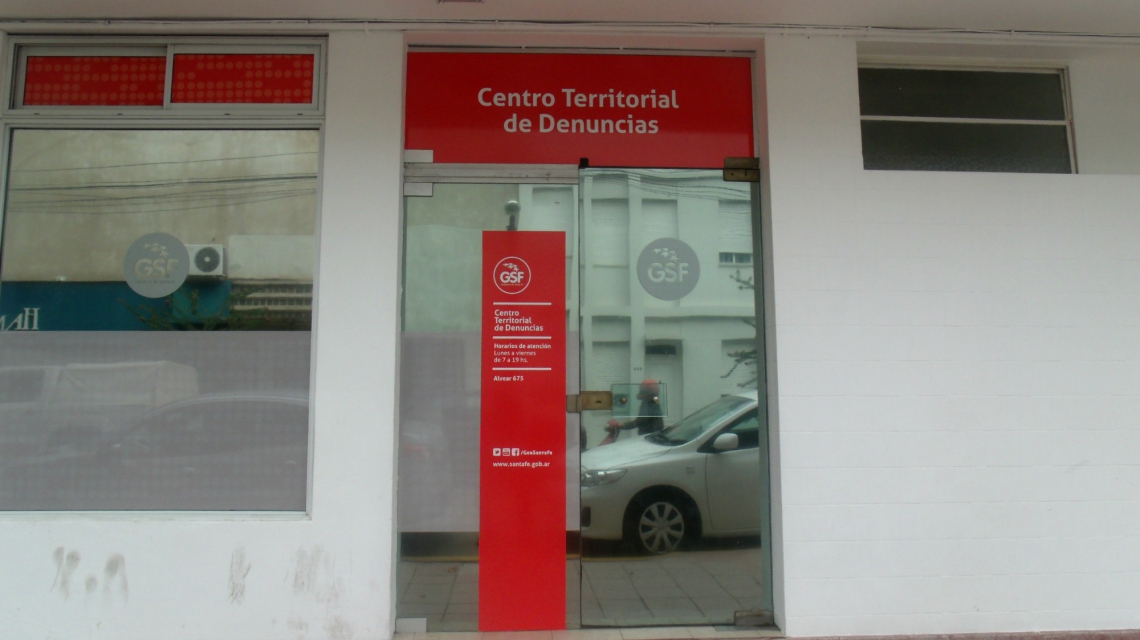 Centro Territorial
de Denuncias
GSF
GSF
GSF
Centro
Territorial
de Denuncias
Horarios de atención
Lunes a viernes
de 7 a 19 hs.
Alvear 675
/GobSantaFe
www.santafe.gob.ar